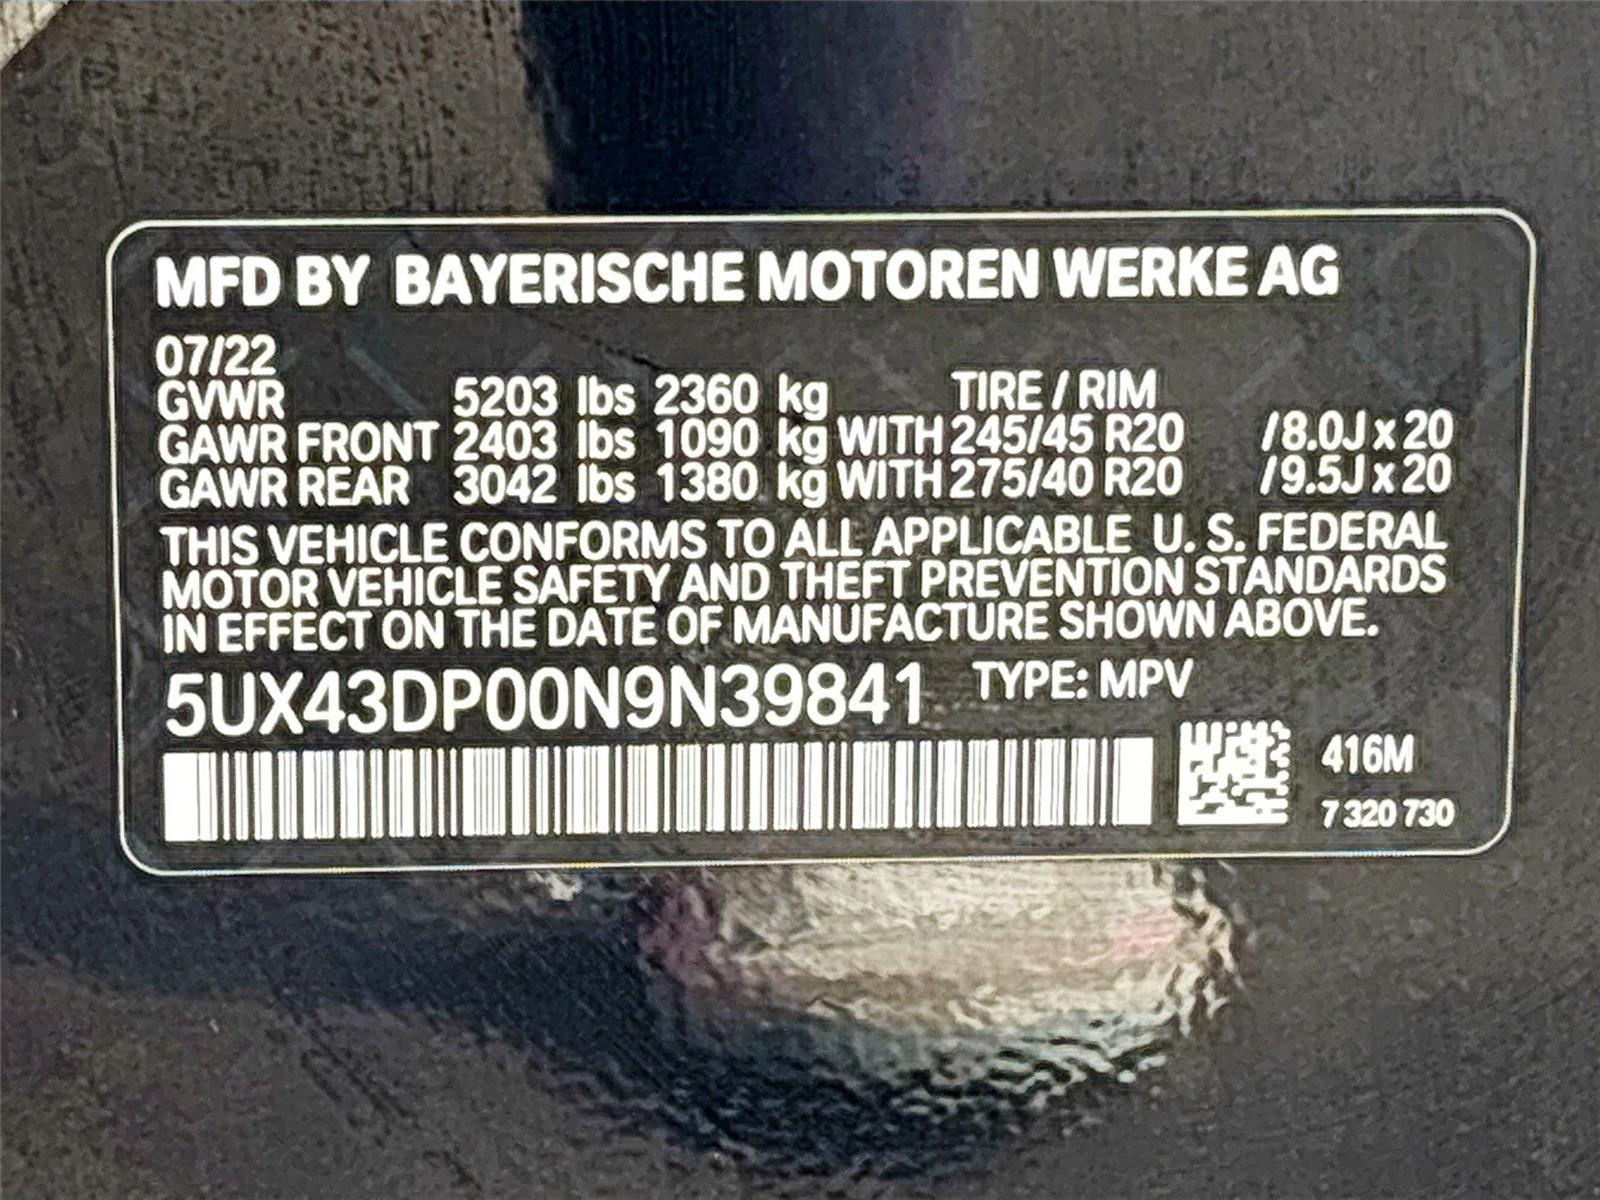 MFD BY BAYERISCHE MOTOREN WERKE AG
07/22
GVWR 5203 lbs 2360 kg TIRE / RIM
GAWR FRONT 2403 lbs 1090 kg WITH 245/45 R20 /8.0J x 20
GAWR REAR 3042 lbs 1380 kg WITH 275/40 R20 /9.5J x 20
THIS VEHICLE CONFORMS TO ALL APPLICABLE U. S. FEDERAL
MOTOR VEHICLE SAFETY AND THEFT PREVENTION STANDARDS
IN EFFECT ON THE DATE OF MANUFACTURE SHOWN ABOVE.
5UX43DP00N9N39841 TYPE: MPV
416M
7 320 730